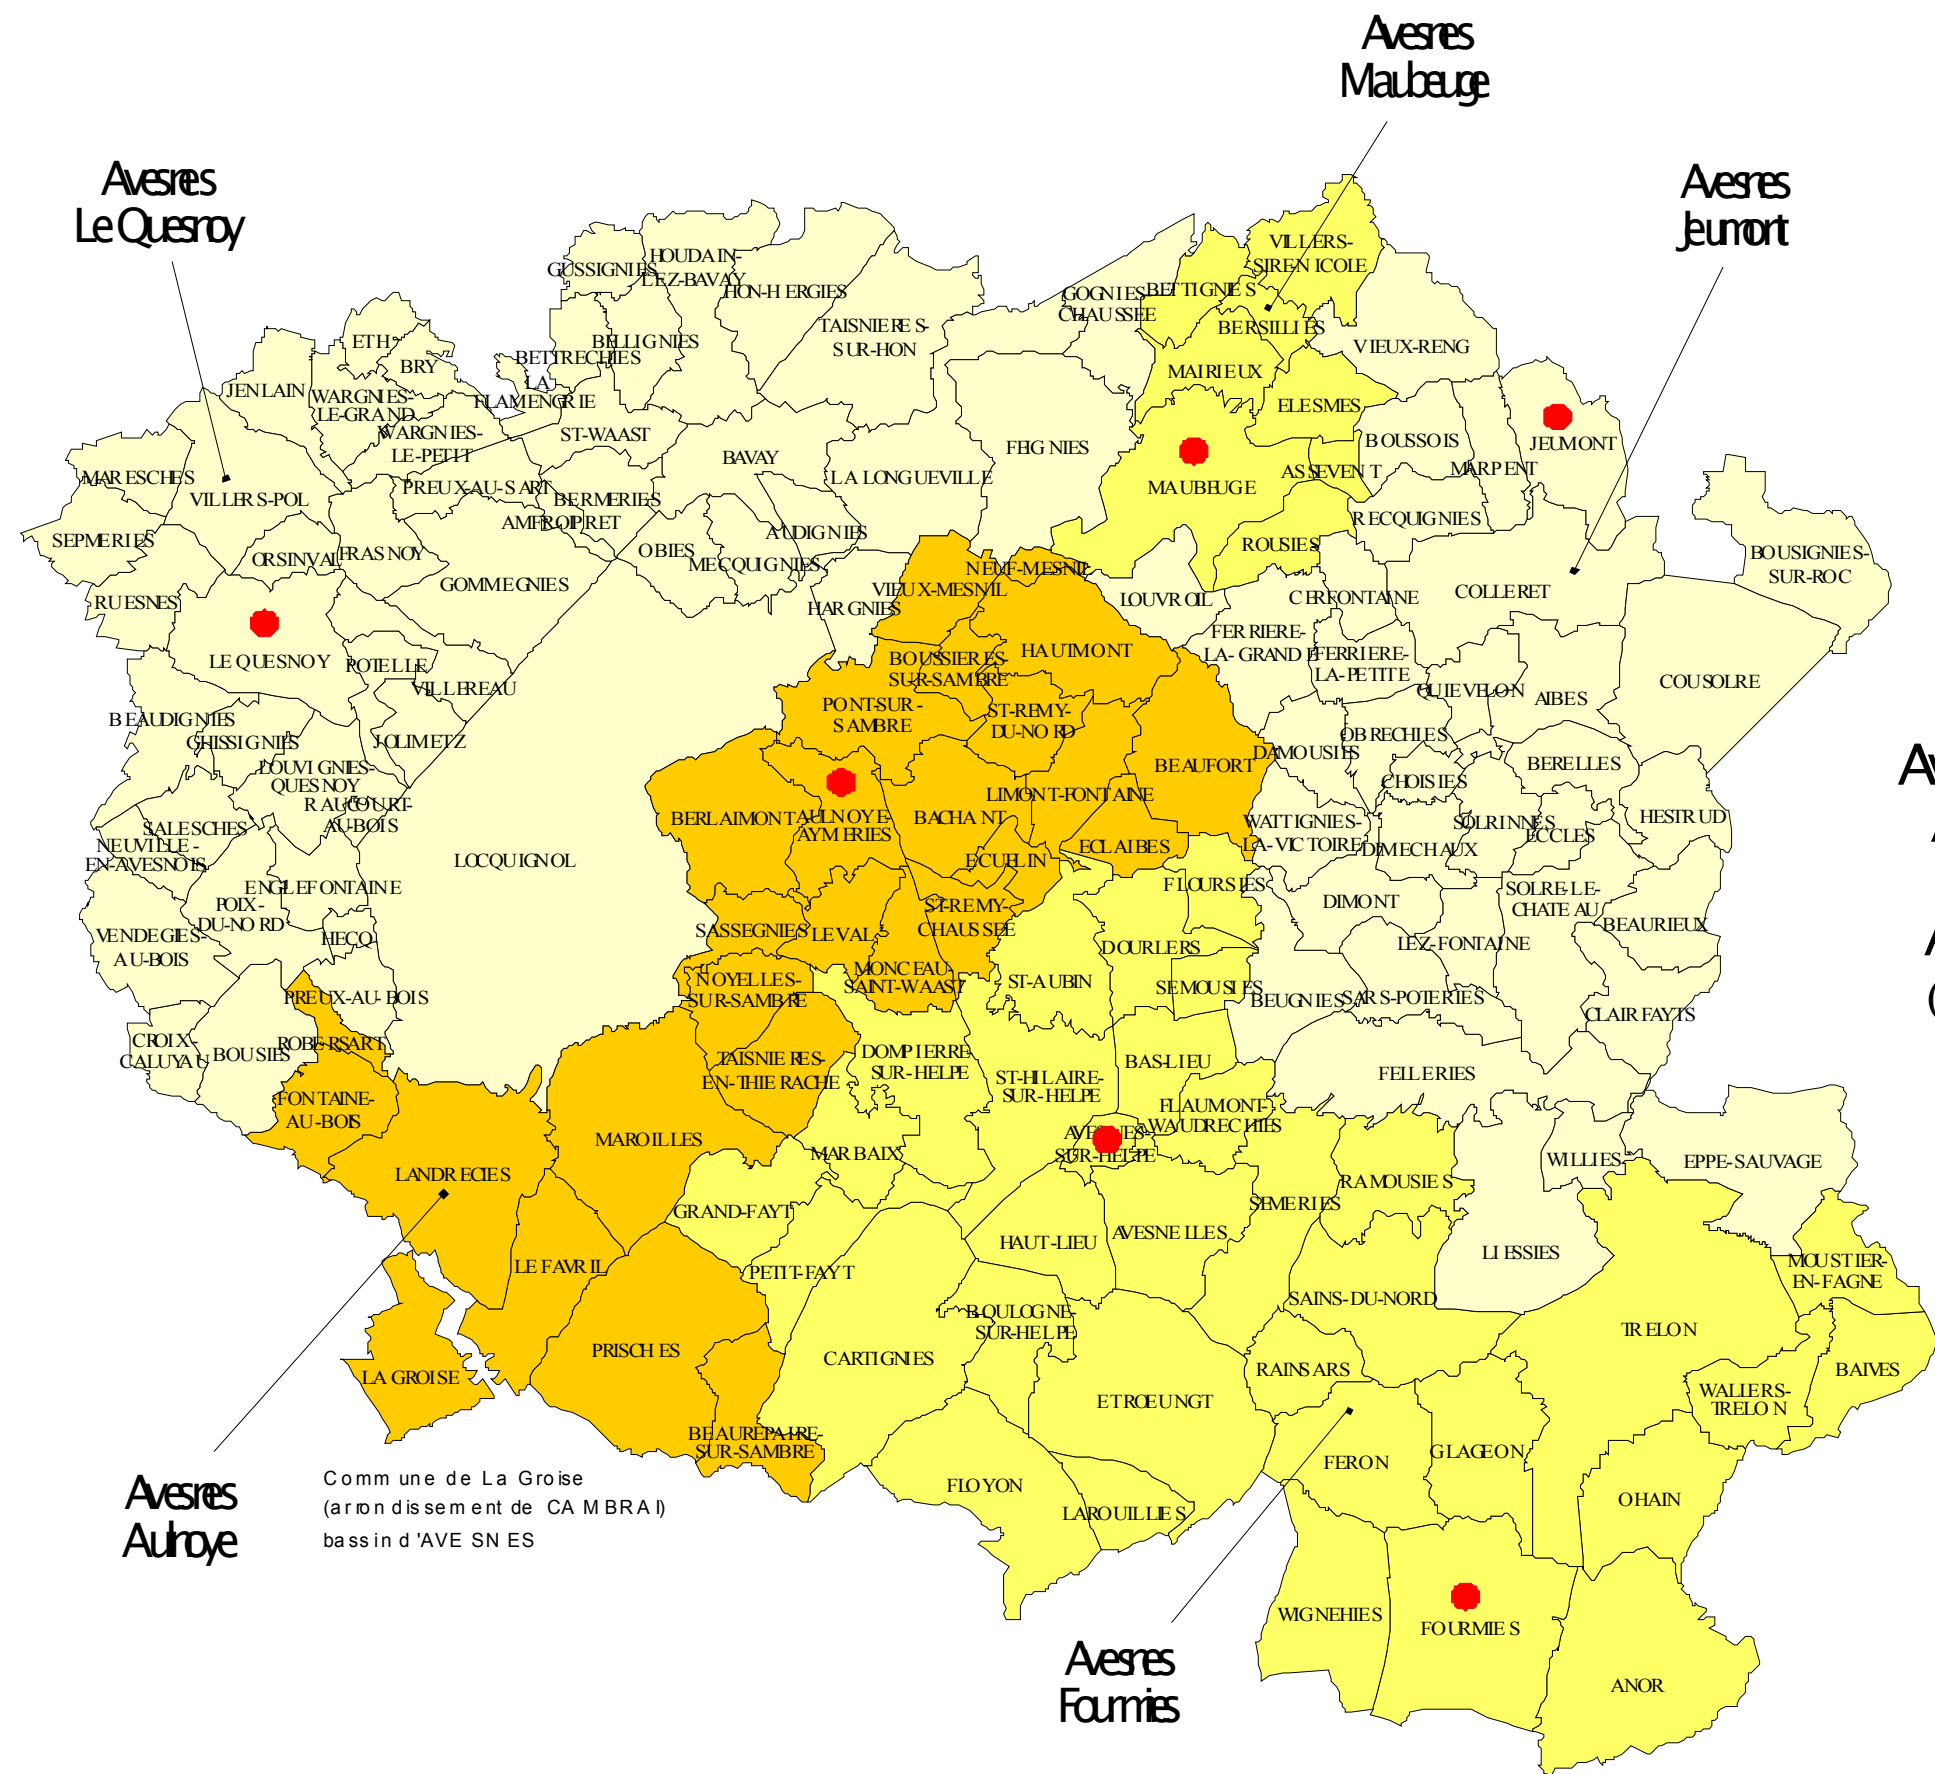 Avesnes
Maubeuge
Avesnes
Le Quesnoy
Avesnes
Jeumont
VILLERS-
SIRENICOLE
GUSSIGNIES
HOUDAIN-
LEZ-BAVAY
HON-HERGIES
GOGNIES-
CHAUSSEE
BETTIGNIES
BERSILLIES
TAISNIERES-
SUR-HON
ETH
BRY
BELLIGNIES
BETTRECHIES
VIEUX-RENG
JENLAIN
WARGNIES-
LE-GRAND
LA
FLAMENGRIE
MAIRIEUX
ELESMES
WARGNIES-
LE-PETIT
ST-WAAST
BAVAY
FEIGNIES
BOUSSOIS
JEUMONT
MARPENT
MARESCHES
VILLERS-POL
PREUX-AU-SART
BERMERIES
LA LONGUEVILLE
MAUBEUGE
ASSEVENT
AMFROIPRET
RECQUIGNIES
SEPMERIES
ORSINVAL
FRASNOY
AUDIGNIES
ROUSIES
BOUSIGNIES-
SUR-ROC
OBIES
MECQUIGNIES
GOMMEGNIES
NEUF-MESNIL
VIEUX-MESNIL
COLLERET
RUESNES
HARGNIES
LOUVROIL
CERFONTAINE
LE QUESNOY
POTELLE
VILLEREAU
BOUSSIERES-
SUR-SAMBRE
HAUTMONT
FERRIERE-
LA-GRANDE
FERRIERE-
LA-PETITE
QUIEVELON
AIBES
COUSOLRE
BEAUDIGNIES
GHISSIGNIES
JOLIMETZ
PONT-SUR-
SAMBRE
ST-REMY-
DU-NORD
DAMOUSIES
OBRECHIES
LOUVIGNIES-
QUESNOY
RAUCOURT-
AU-BOIS
BEAUFORT
CHOISIES
BERELLES
LIMONT-FONTAINE
SALESCHES
NEUVILLE-
EN-AVESNOIS
BERLAIMONT
AULNOYE-
AYMERIES
BACHANT
WATTIGNIES-
LA-VICTOIRE
DIMECHAUX
SOLRINNES
ECCLES
HESTRUD
LOCQUIGNOL
ECUELIN
ECLAIBES
ENGLEFONTAINE
FLOURSIES
DIMONT
SOLRE-LE-
CHATEAU
BEAURIEUX
POIX-
DU-NORD
HECQ
VENDEGIES-
AU-BOIS
SASSEGNIES
LEVAL
ST-REMY-
CHAUSSEE
DOURLERS
LEZ-FONTAINE
NOYELLES-
SUR-SAMBRE
MONCEAU-
SAINT-WAAST
ST-AUBIN
SEMOUSIES
BEUGNIES
SARS-POTERIES
CLAIRFAYTS
PREUX-AU-BOIS
CROIX-
CALUYAU
BOUSIES
ROBERSART
TAISNIERES-
EN-THIERACHE
DOMPIERRE-
SUR-HELPE
ST-HILAIRE-
SUR-HELPE
BAS-LIEU
FELLERIES
FONTAINE-
AU-BOIS
FLAUMONT-
WAUDRECHIES
AVESNES-
SUR-HELPE
MAROILLES
MARBAIX
WILLIES
EPPE-SAUVAGE
LANDRECIES
RAMOUSIES
SEMERIES
GRAND-FAYT
HAUT-LIEU
AVESNELLES
LIESSIES
LE FAVRIL
PETIT-FAYT
MOUSTIER-
EN-FAGNE
SAINS-DU-NORD
BOULOGNE-
SUR-HELPE
PRISCHES
CARTIGNIES
TRELON
LA GROISE
RAINSARS
BAIVES
WALLERS-
TRELON
ETROEUNGT
BEAUREPAIRE-
SUR-SAMBRE
FERON
GLAGEON
FLOYON
LAROUILLIES
OHAIN
WIGNEHIES
FOURMIES
ANOR
Avesnes
Aulnoye
Commune de La Groise
(arrondissement de CAMBRAI)
bassin d'AVESNES
Avesnes
Fourmies